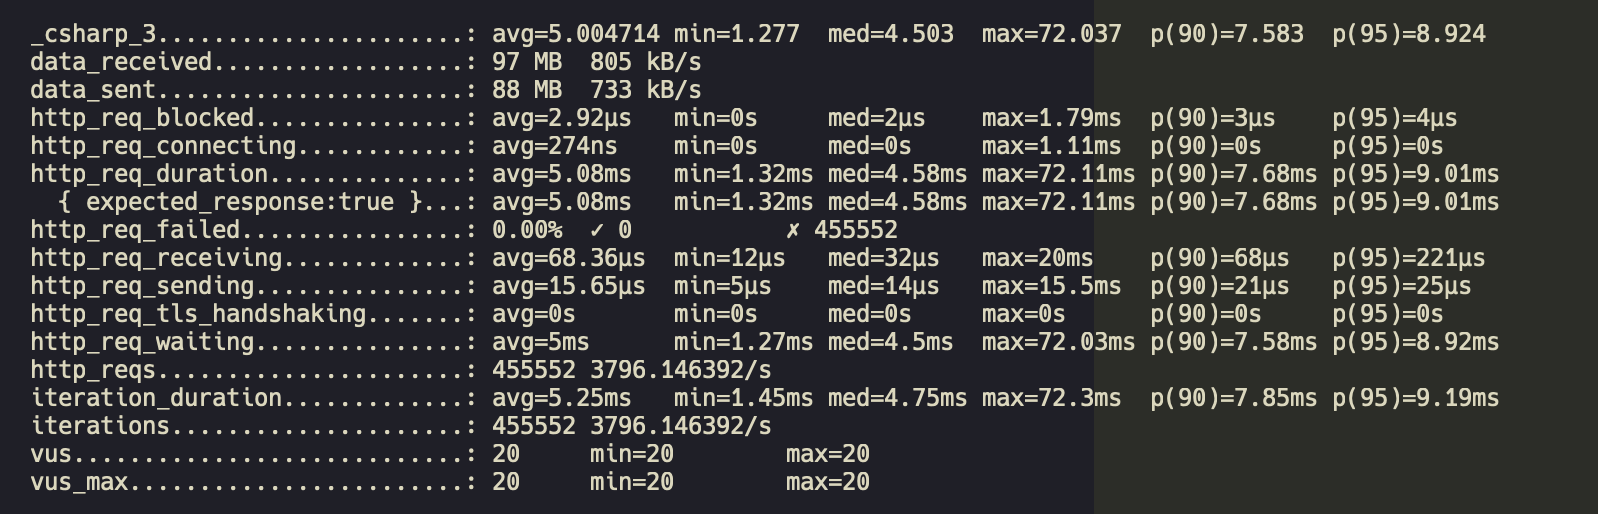 _csharp_3......................: avg=5.004714 min=1.277  med=4.503  max=72.037  p(90)=7.583  p(95)=8.924
data_received..................: 97 MB  805 kB/s
data_sent......................: 88 MB  733 kB/s
http_req_blocked...............: avg=2.92µs   min=0s     med=2µs    max=1.79ms  p(90)=3µs    p(95)=4µs
http_req_connecting............: avg=274ns    min=0s     med=0s     max=1.11ms  p(90)=0s     p(95)=0s
http_req_duration..............: avg=5.08ms   min=1.32ms med=4.58ms max=72.11ms p(90)=7.68ms p(95)=9.01ms
  { expected_response:true }...: avg=5.08ms   min=1.32ms med=4.58ms max=72.11ms p(90)=7.68ms p(95)=9.01ms
http_req_failed................: 0.00%  ✓ 0           ✗ 455552
http_req_receiving.............: avg=68.36µs  min=12µs   med=32µs   max=20ms    p(90)=68µs   p(95)=221µs
http_req_sending...............: avg=15.65µs  min=5µs    med=14µs   max=15.5ms  p(90)=21µs   p(95)=25µs
http_req_tls_handshaking.......: avg=0s       min=0s     med=0s     max=0s      p(90)=0s     p(95)=0s
http_req_waiting...............: avg=5ms      min=1.27ms med=4.5ms  max=72.03ms p(90)=7.58ms p(95)=8.92ms
http_reqs......................: 455552 3796.146392/s
iteration_duration.............: avg=5.25ms   min=1.45ms med=4.75ms max=72.3ms  p(90)=7.85ms p(95)=9.19ms
iterations.....................: 455552 3796.146392/s
vus............................: 20     min=20        max=20
vus_max........................: 20     min=20        max=20